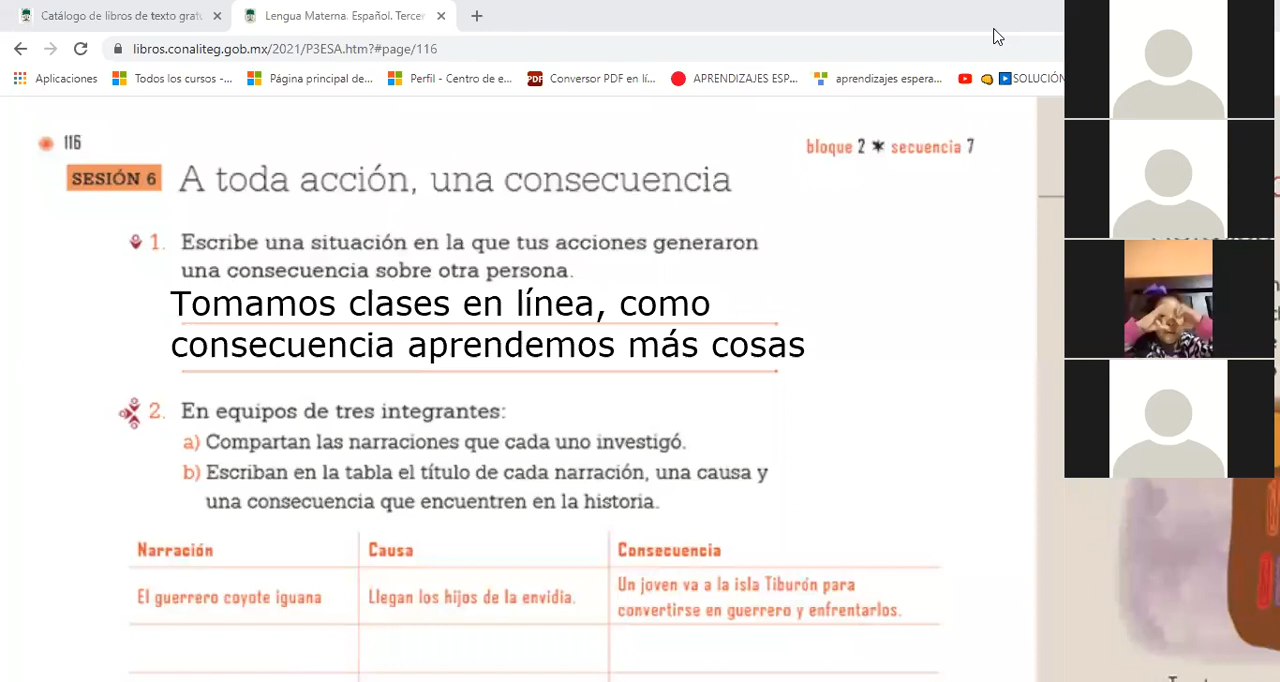 Catálogo de libros de texto gratu
Lengua Materna. Español. Tercer
libros.conaliteg.gob.mx/2021/P3ESA.htm?#page/116
Aplicaciones
Todos los cursos -...
Página principal de...
Perfil - Centro de e...
PDF Conversor PDF en lí...
APRENDIZAJES ESP...
aprendizajes espera...
SOLUCIÓN
116
bloque 2 * secuencia 7
SESIÓN 6 A toda acción, una consecuencia
1. Escribe una situación en la que tus acciones generaron
una consecuencia sobre otra persona.
Tomamos clases en línea, como
consecuencia aprendemos más cosas
2. En equipos de tres integrantes:
a) Compartan las narraciones que cada uno investigó.
b) Escriban en la tabla el título de cada narración, una causa y
una consecuencia que encuentren en la historia.
Narración Causa Consecuencia
El guerrero coyote iguana Llegan los hijos de la envidia. Un joven va a la isla Tiburón para
convertirse en guerrero y enfrentarlos.